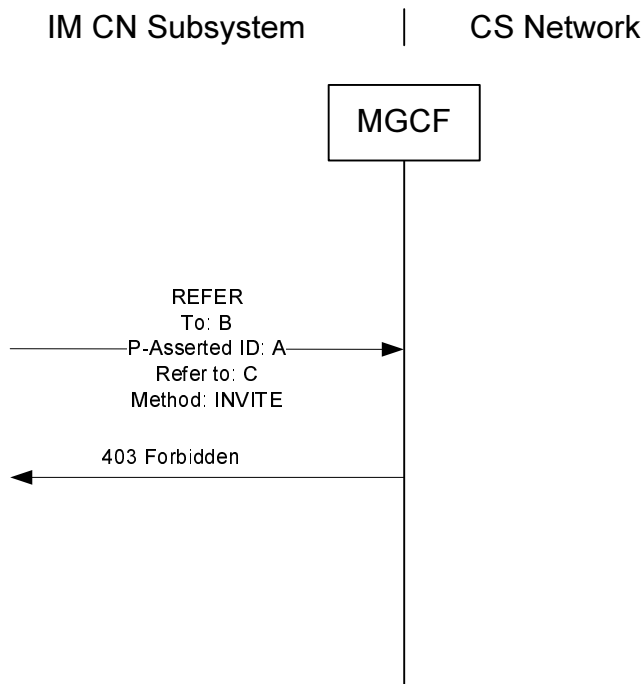 IM CN Subsystem | CS Network
MGCF
REFER
To: B
P-Asserted ID: A
Refer to: C
Method: INVITE
403 Forbidden